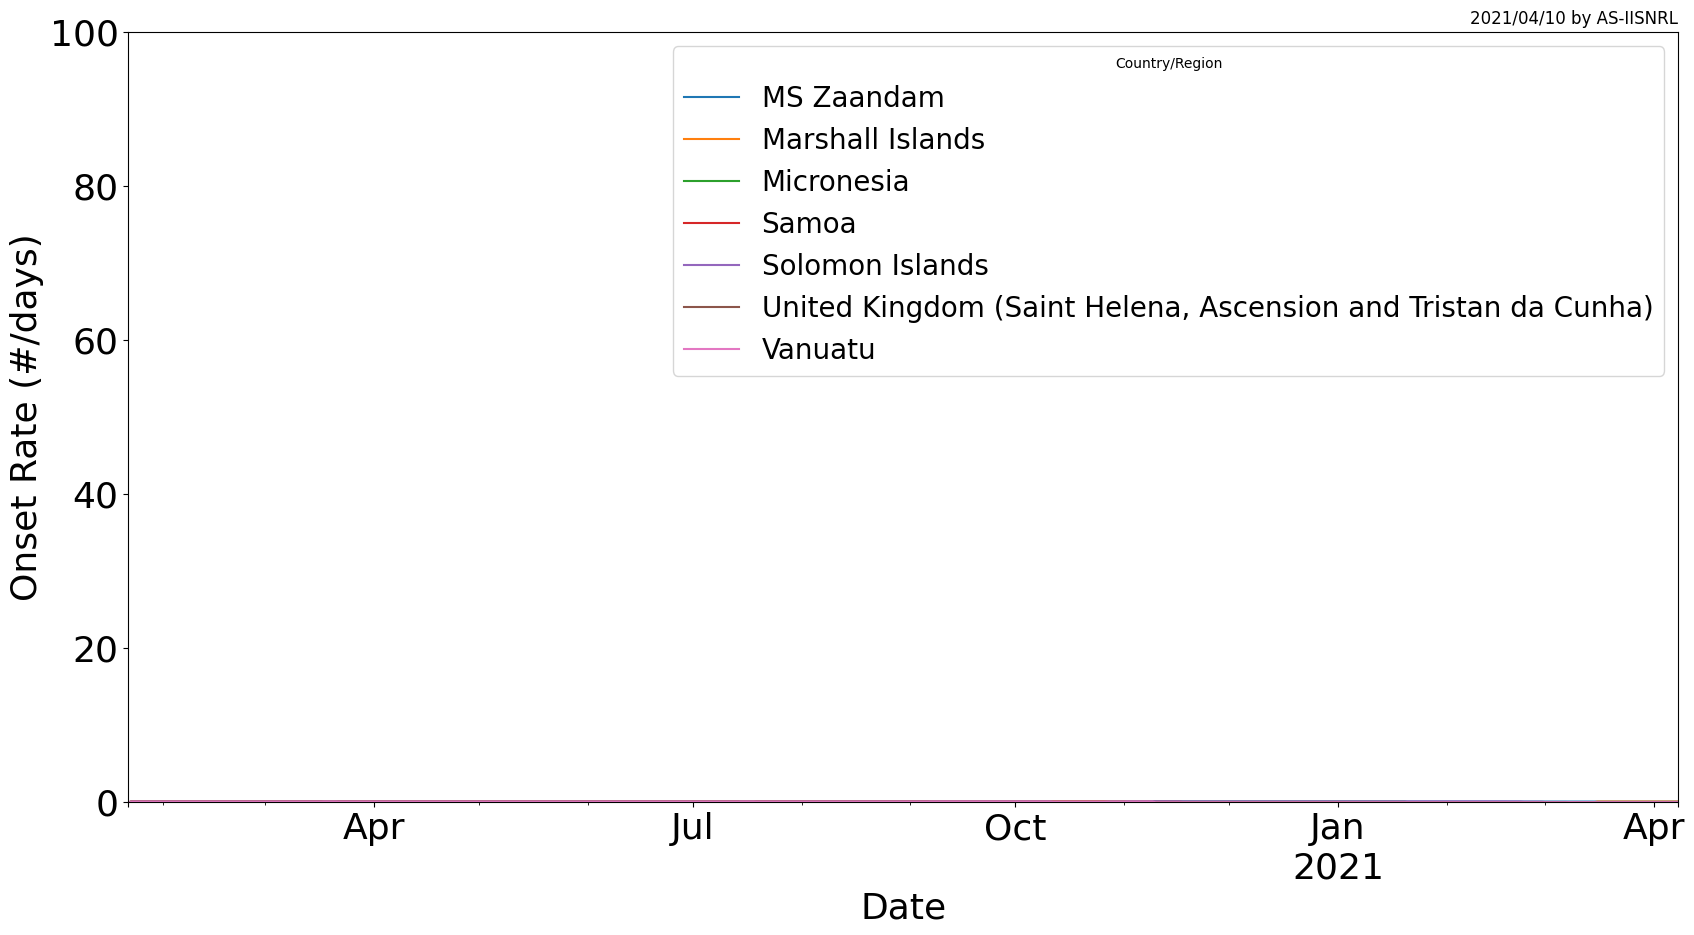 2021/04/10 by AS-IISNRL
100
80
60
40
20
0
Onset Rate (#/days)
Country/Region
MS Zaandam
Marshall Islands
Micronesia
Samoa
Solomon Islands
United Kingdom (Saint Helena, Ascension and Tristan da Cunha)
Vanuatu
Apr Jul Oct Jan Apr
2021
Date